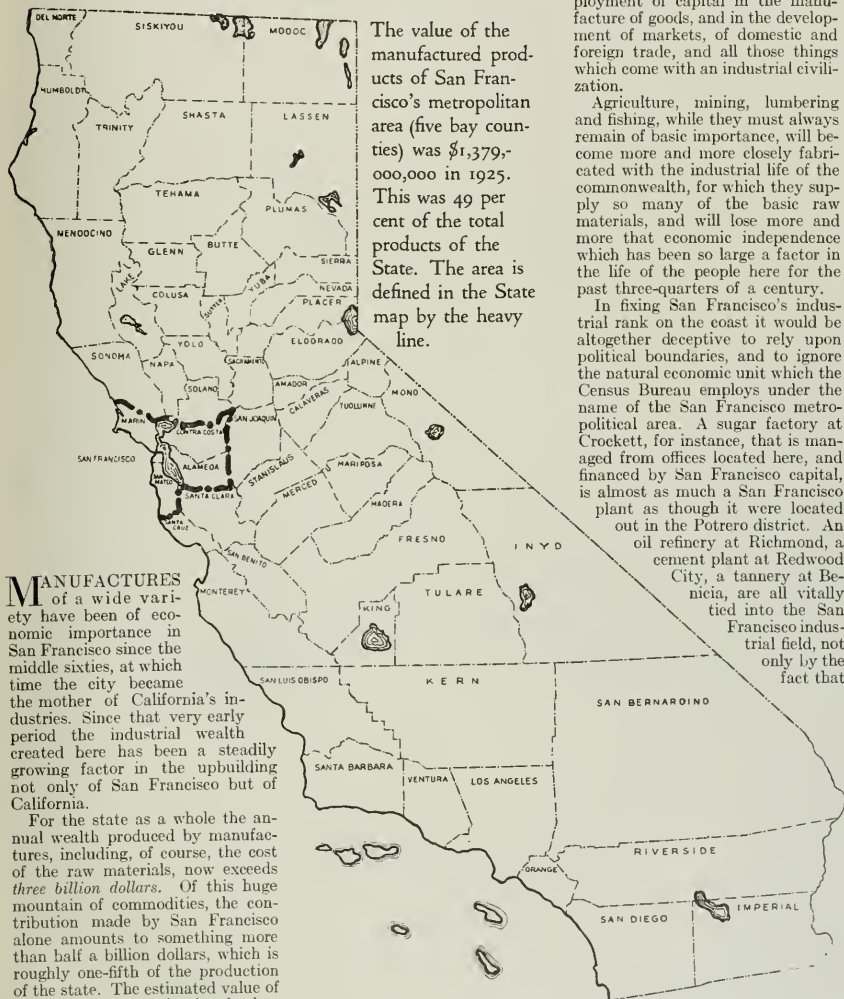 DEL NORTE
SISKIYOU
MODOC
HUMBOLDT
TRINITY
SHASTA
LASSEN
TEHAMA
PLUMAS
MENDOCINO
GLENN
BUTTE
SIERRA
LAKE
COLUSA
SUTTER
YUBA
NEVADA
PLACER
SONOMA
NAPA
YOLO
SACRAMENTO
ELDORADO
ALPINE
SOLANO
AMADOR
CALAVERAS
MONO
MARIN
CONTRA COSTA
SAN JOAQUIN
TUOLUMNE
SAN FRANCISCO
ALAMEDA
SAN MATEO
STANISLAUS
MARIPOSA
SANTA CLARA
MERCED
MADERA
SANTA CRUZ
FRESNO
SAN BENITO
INYO
MONTEREY
KING
TULARE
SAN LUIS OBISPO
KERN
SAN BERNARDINO
SANTA BARBARA
VENTURA
LOS ANGELES
ORANGE
RIVERSIDE
SAN DIEGO
IMPERIAL
The value of the
manufactured prod-
ucts of San Fran-
cisco's metropolitan
area (five bay coun-
ties) was $1,379,-
000,000 in 1925.
This was 49 per
cent of the total
products of the
State. The area is
defined in the State
map by the heavy
line.
MANUFACTURES
of a wide vari-
ety have been of eco-
nomic importance in
San Francisco since the
middle sixties, at which
time the city became
the mother of California's in-
dustries. Since that very early
period the industrial wealth
created here has been a steadily
growing factor in the upbuilding
not only of San Francisco but of
California.
For the state as a whole the an-
nual wealth produced by manufac-
tures, including, of course, the cost
of the raw materials, now exceeds
three billion dollars. Of this huge
mountain of commodities, the con-
tribution made by San Francisco
alone amounts to something more
than half a billion dollars, which is
roughly one-fifth of the production
of the state. The estimated value of
ployment of capital in the manu-
facture of goods, and in the develop-
ment of markets, of domestic and
foreign trade, and all those things
which come with an industrial civili-
zation.
Agriculture, mining, lumbering
and fishing, while they must always
remain of basic importance, will be-
come more and more closely fabri-
cated with the industrial life of the
commonwealth, for which they sup-
ply so many of the basic raw
materials, and will lose more and
more that economic independence
which has been so large a factor in
the life of the people here for the
past three-quarters of a century.
In fixing San Francisco's indus-
trial rank on the coast it would be
altogether deceptive to rely upon
political boundaries, and to ignore
the natural economic unit which the
Census Bureau employs under the
name of the San Francisco metro-
political area. A sugar factory at
Crockett, for instance, that is man-
aged from offices located here, and
financed by San Francisco capital,
is almost as much a San Francisco
plant as though it were located
out in the Potrero district. An
oil refinery at Richmond, a
cement plant at Redwood
City, a tannery at Be-
nicia, are all vitally
tied into the San
Francisco indus-
trial field, not
only by the
fact that